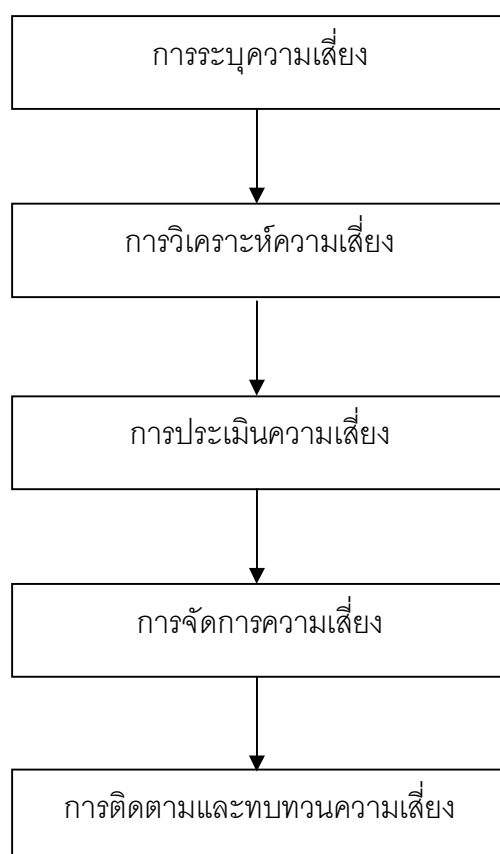 การระบุความเสี่ยง
การวิเคราะห์ความเสี่ยง
การประเมินความเสี่ยง
การจัดการความเสี่ยง
การติดตามและทบทวนความเสี่ยง